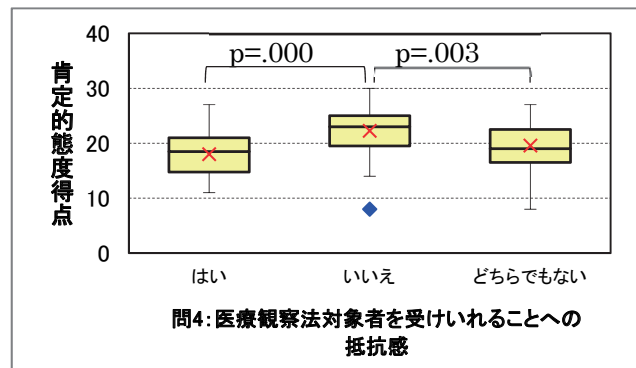 肯定的態度得点
40
30
20
10
0
p=.000
p=.003
はい
いいえ
どちらでもない
問4:医療観察法対象者を受けいれることへの
抵抗感